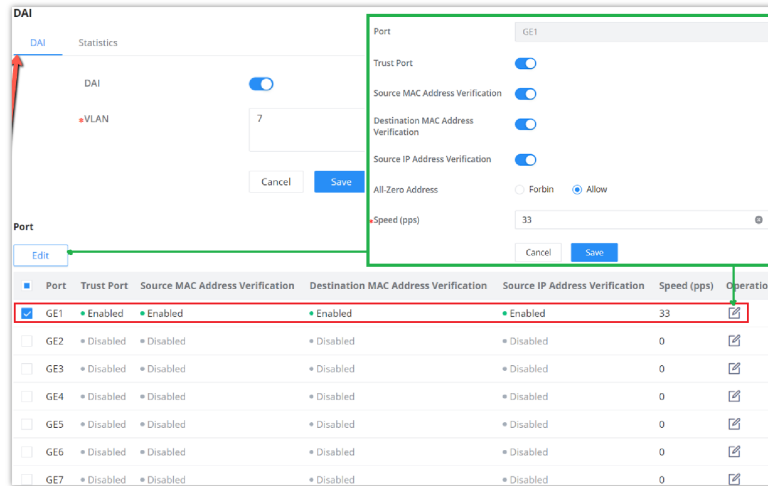 DAI
DAI Statistics
DAI
*VLAN 7
Cancel Save
Port GE1
Trust Port
Source MAC Address Verification
Destination MAC Address
Verification
Source IP Address Verification
All-Zero Address Forbin Allow
*Speed (pps) 33
Cancel Save
Port
Edit
Port Trust Port Source MAC Address Verification Destination MAC Address Verification Source IP Address Verification Speed (pps) Operatio
GE1 Enabled Enabled Enabled Enabled 33
GE2 Disabled Disabled Disabled Disabled 0
GE3 Disabled Disabled Disabled Disabled 0
GE4 Disabled Disabled Disabled Disabled 0
GE5 Disabled Disabled Disabled Disabled 0
GE6 Disabled Disabled Disabled Disabled 0
GE7 Disabled Disabled Disabled Disabled 0